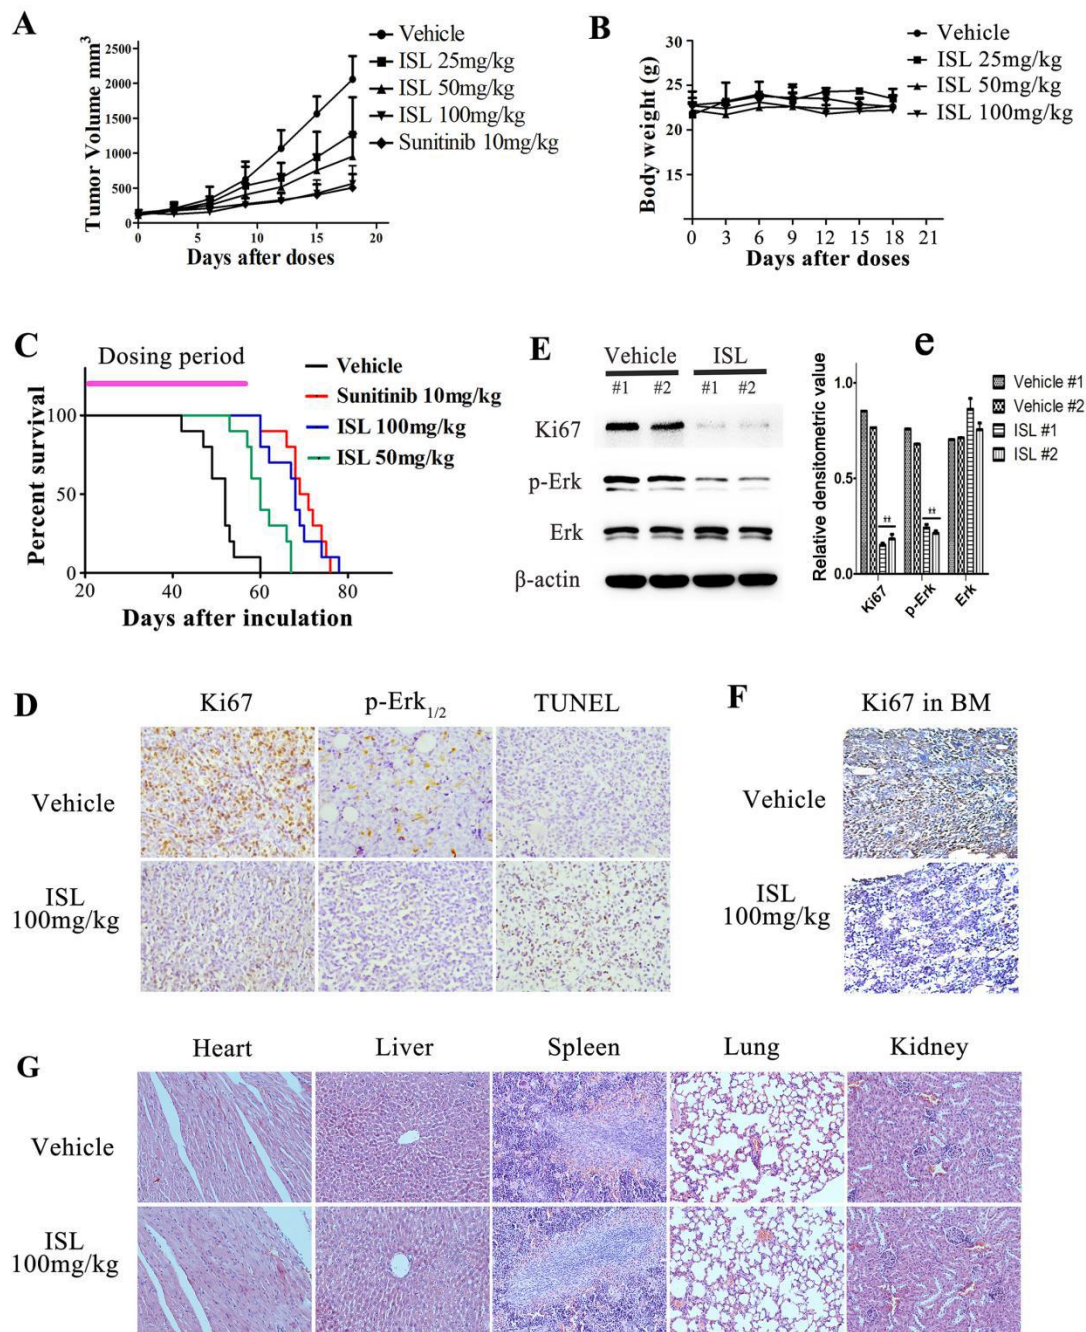 A
Tumor Volume mm³
2500
2000
1500
1000
500
0
0
5
10
15
20
Days after doses
Vehicle
ISL 25mg/kg
ISL 50mg/kg
ISL 100mg/kg
Sunitinib 10mg/kg
B
Body weight (g)
30
25
20
15
0 3 6 9 12 15 18 21
Days after doses
Vehicle
ISL 25mg/kg
ISL 50mg/kg
ISL 100mg/kg
C
Dosing period
Percent survival
100
50
0
20 40 60 80
Days after inculation
Vehicle
Sunitinib 10mg/kg
ISL 100mg/kg
ISL 50mg/kg
E
Vehicle ISL
#1 #2 #1 #2
Ki67
p-Erk
Erk
β-actin
e
Relative densitometric value
1.0
0.5
0.0
Ki67
p-Erk
Erk
Vehicle #1
Vehicle #2
ISL #1
ISL #2
D
Ki67 p-Erk1/2 TUNEL
Vehicle
ISL
100mg/kg
F
Ki67 in BM
Vehicle
ISL
100mg/kg
G
Heart Liver Spleen Lung Kidney
Vehicle
ISL
100mg/kg